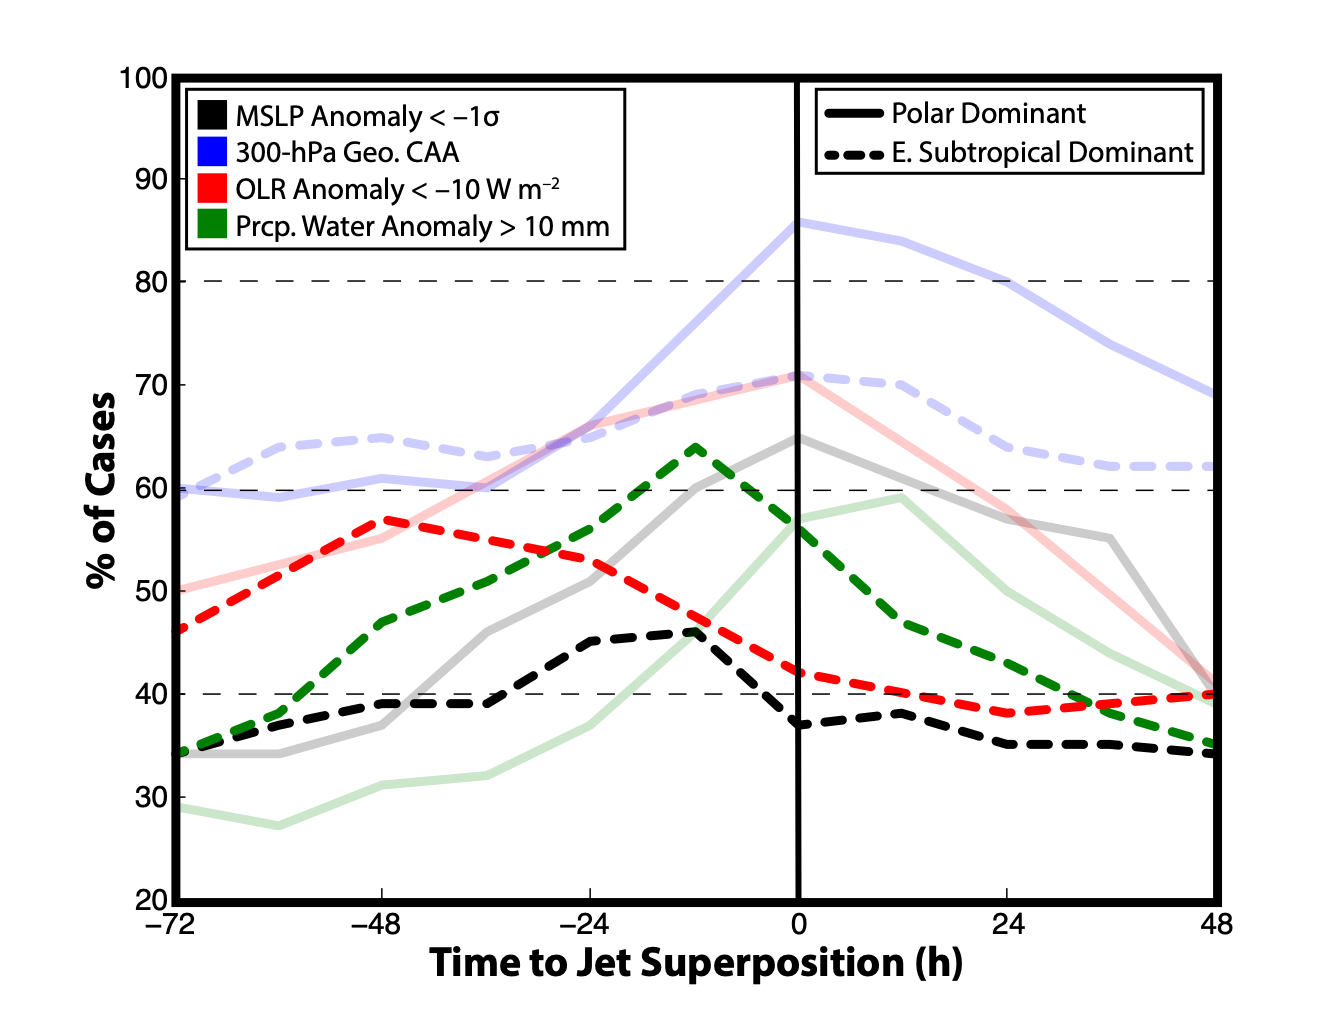 MSLP Anomaly < –1σ
300-hPa Geo. CAA
OLR Anomaly < –10 W m⁻²
Prcp. Water Anomaly > 10 mm
Polar Dominant
E. Subtropical Dominant
% of Cases
100
90
80
70
60
50
40
30
20
−72
−48
−24
0
24
48
Time to Jet Superposition (h)